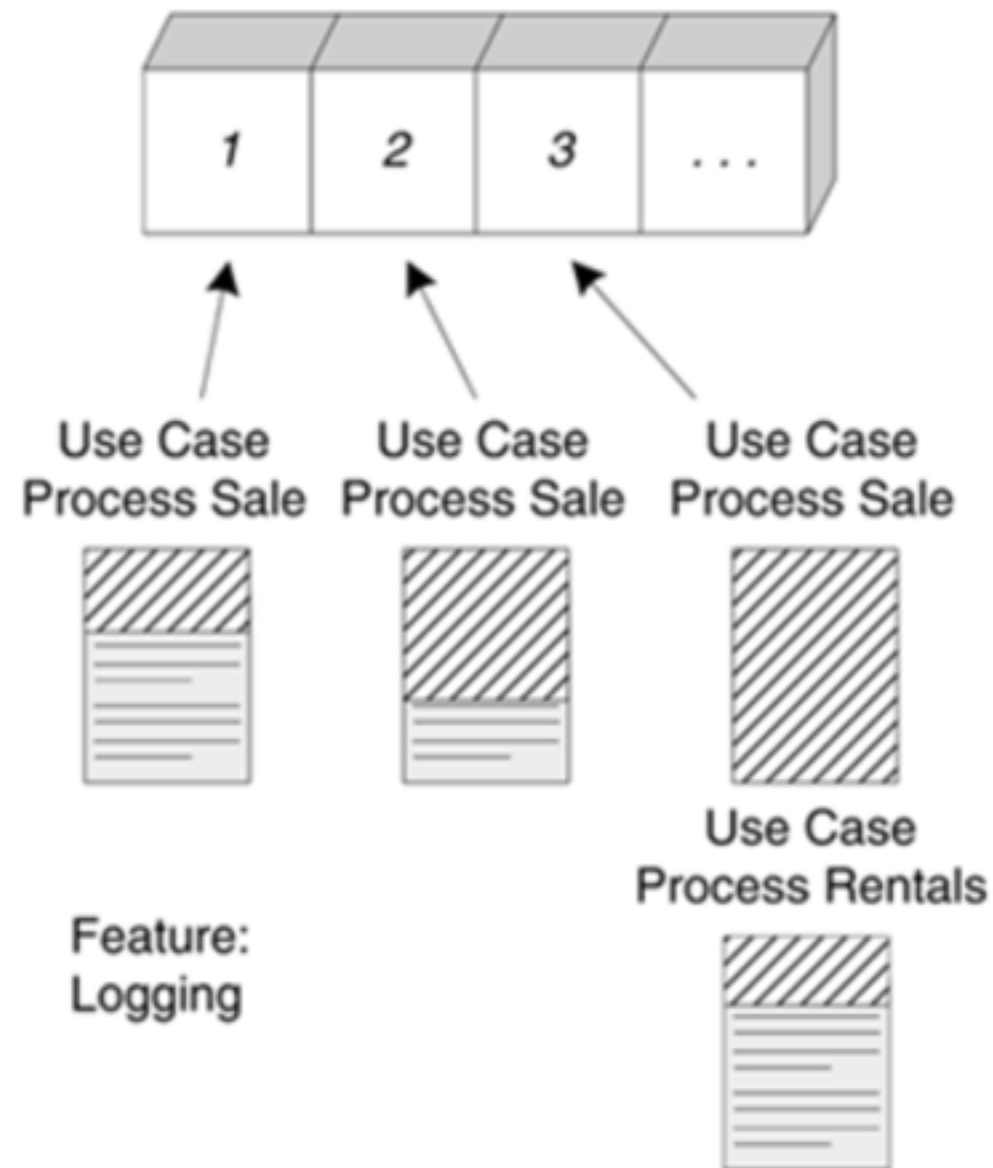 1 2 3 ...
Use Case
Process Sale
Use Case
Process Sale
Use Case
Process Sale
Use Case
Process Rentals
Feature:
Logging